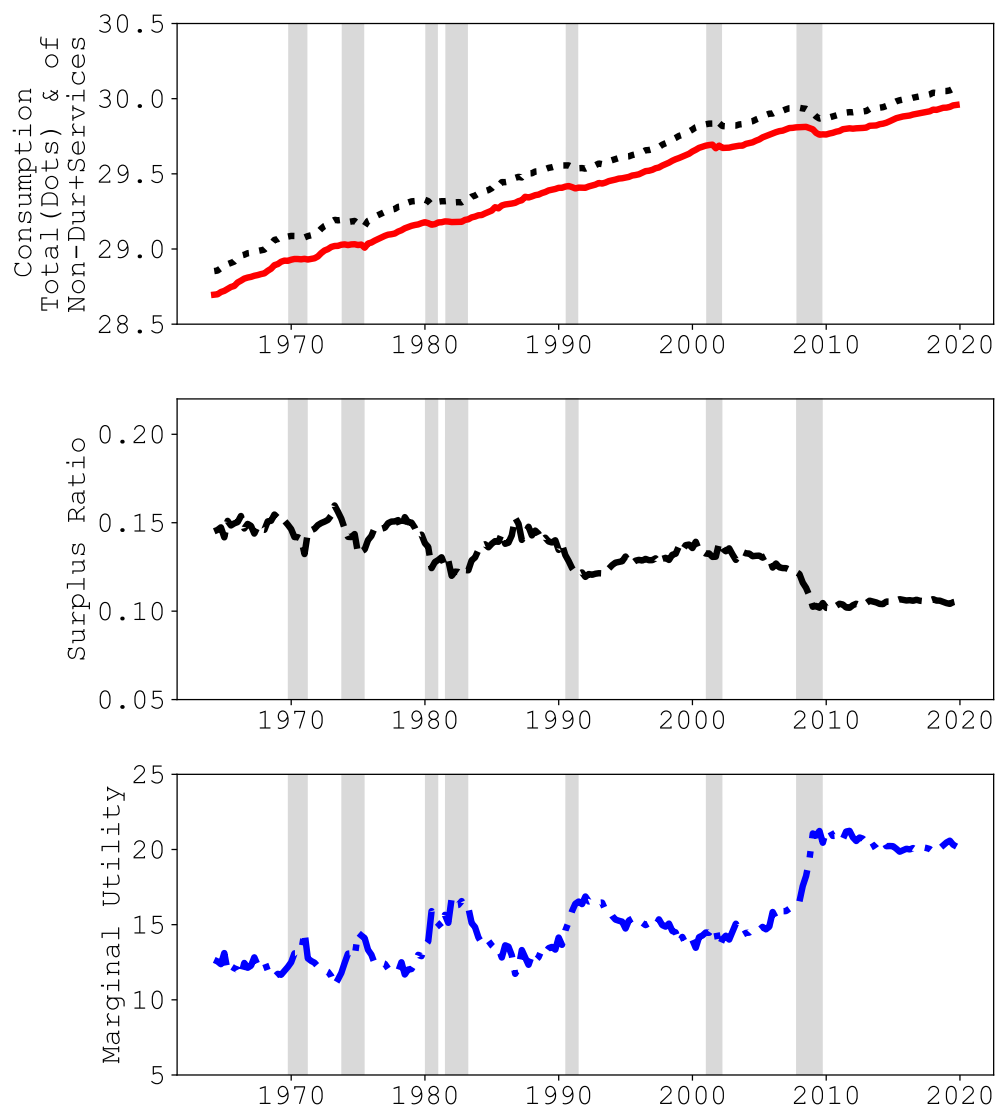 Consumption
Total(Dots) & of
Non-Dur+Services
30.5
30.0
29.5
29.0
28.5
1970 1980 1990 2000 2010 2020
Surplus Ratio
0.20
0.15
0.10
0.05
1970 1980 1990 2000 2010 2020
Marginal Utility
25
20
15
10
5
1970 1980 1990 2000 2010 2020